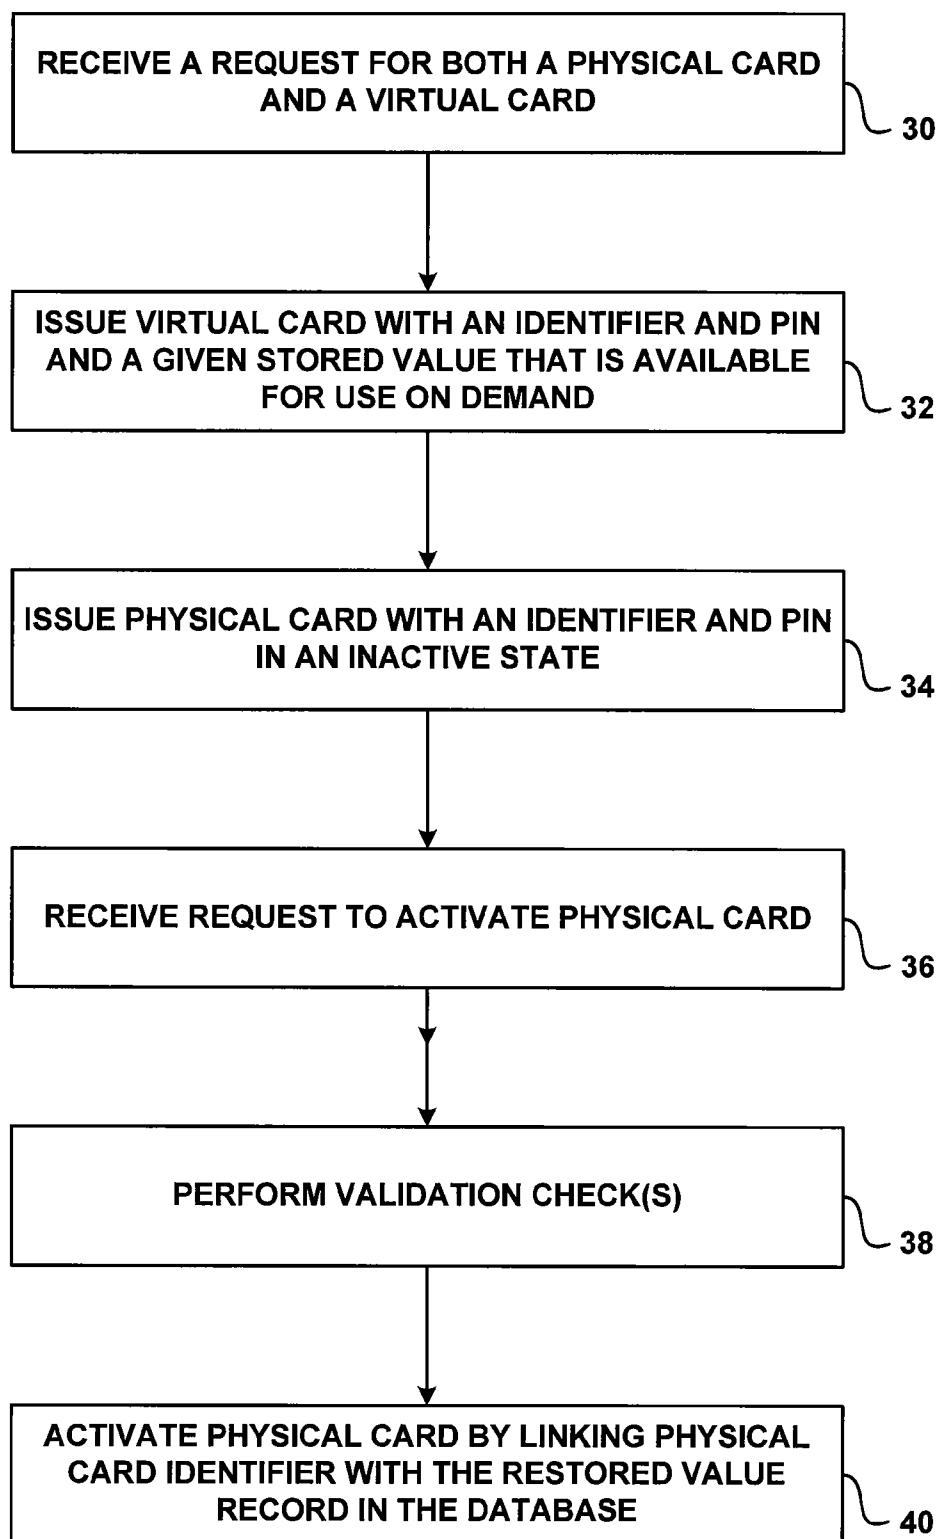 RECEIVE A REQUEST FOR BOTH A PHYSICAL CARD
AND A VIRTUAL CARD
30
ISSUE VIRTUAL CARD WITH AN IDENTIFIER AND PIN
AND A GIVEN STORED VALUE THAT IS AVAILABLE
FOR USE ON DEMAND
32
ISSUE PHYSICAL CARD WITH AN IDENTIFIER AND PIN
IN AN INACTIVE STATE
34
RECEIVE REQUEST TO ACTIVATE PHYSICAL CARD
36
PERFORM VALIDATION CHECK(S)
38
ACTIVATE PHYSICAL CARD BY LINKING PHYSICAL
CARD IDENTIFIER WITH THE RESTORED VALUE
RECORD IN THE DATABASE
40